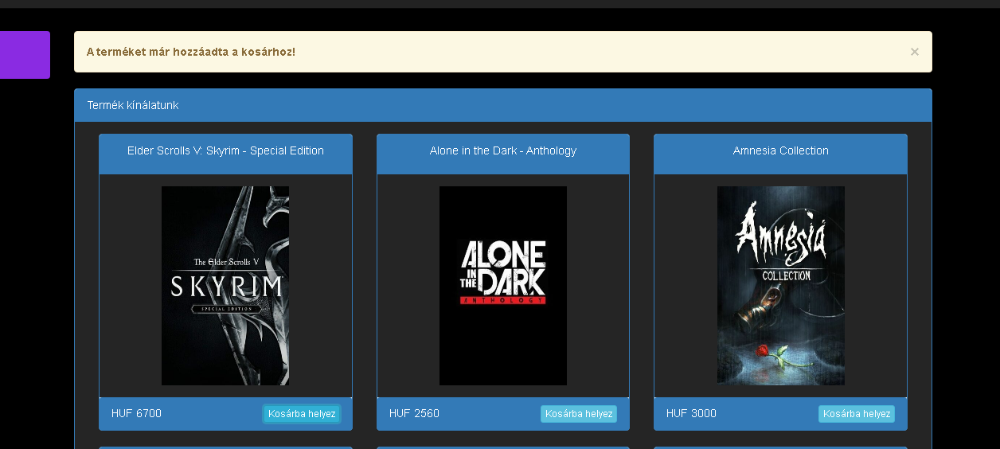 A terméket már hozzáadta a kosárhoz!
×
Termék kínálatunk
Elder Scrolls V: Skyrim - Special Edition
Alone in the Dark - Anthology
Amnesia Collection
The Elder Scrolls V
SKYRIM
SPECIAL EDITION
ALONE
IN THE DARK
ANTHOLOGY
Amnesia
COLLECTION
HUF 6700
Kosárba helyez
HUF 2560
Kosárba helyez
HUF 3000
Kosárba helyez